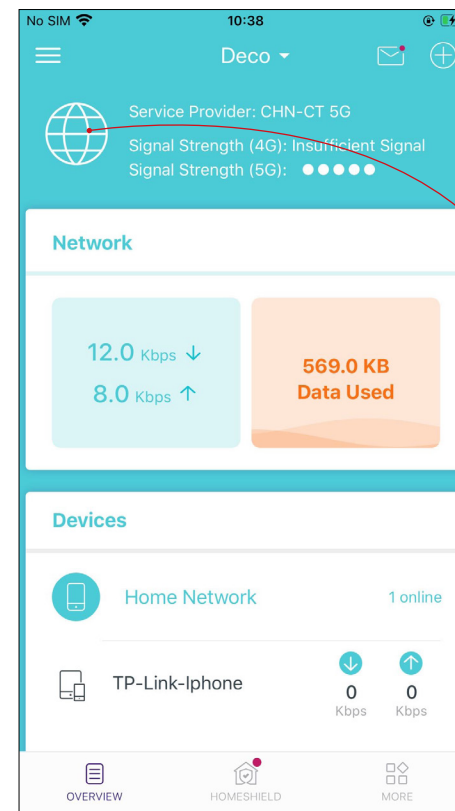 No SIM 10:38
Deco
Service Provider: CHN-CT 5G
Signal Strength (4G): Insufficient Signal
Signal Strength (5G):
Network
12.0 Kbps ↓
8.0 Kbps ↑
569.0 KB
Data Used
Devices
Home Network 1 online
TP-Link-Iphone
0 0
Kbps Kbps
OVERVIEW HOMESHIELD MORE